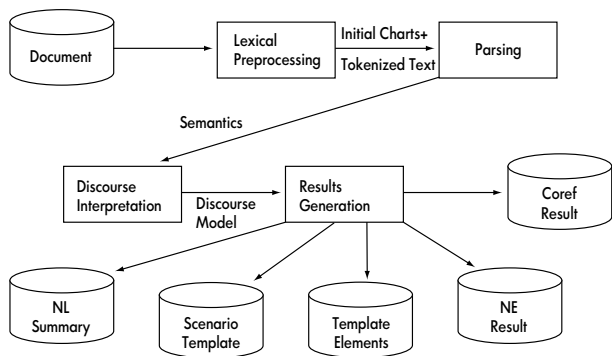 Document
Lexical
Preprocessing
Initial Charts+
Tokenized Text
Parsing
Semantics
Discourse
Interpretation
Discourse
Model
Results
Generation
Coref
Result
NL
Summary
Scenario
Template
Template
Elements
NE
Result